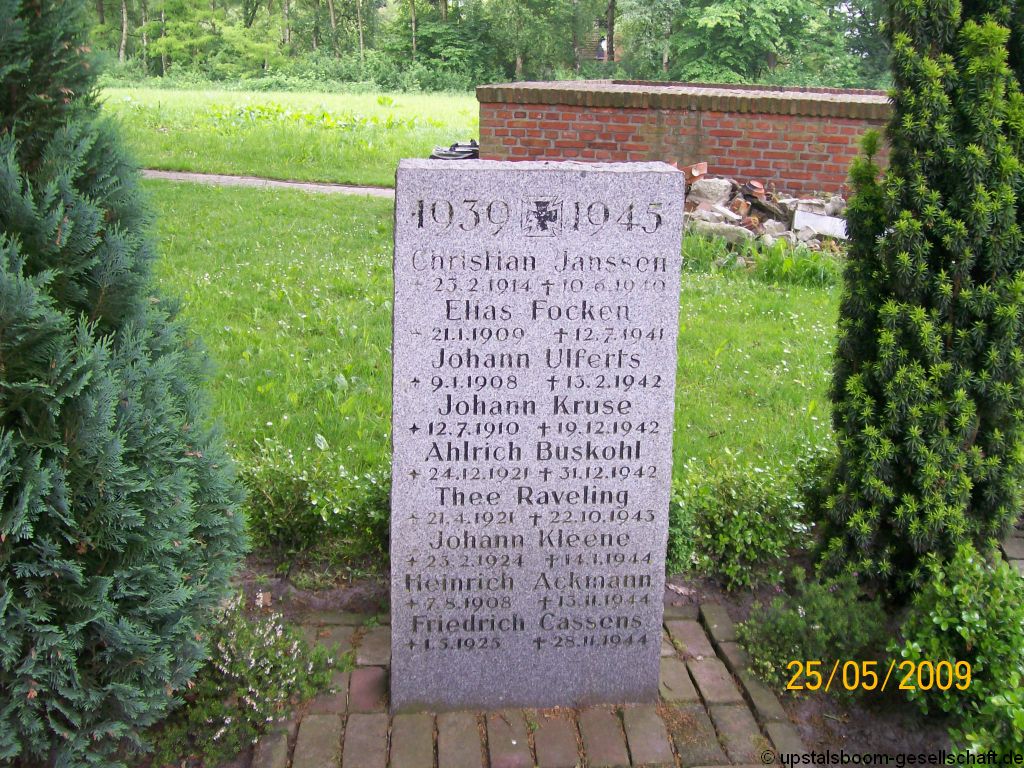 1939 1945
Christian Janssen
* 23.2.1914 ✝ 10.6.1940
Elias Focken
* 21.1.1909 ✝ 12.7.1941
Johann Ulferts
* 9.1.1908 ✝ 13.2.1942
Johann Kruse
* 12.7.1910 ✝ 19.12.1942
Ahlrich Buskohl
* 24.12.1921 ✝ 31.12.1942
Thee Raveling
* 21.4.1921 ✝ 22.10.1943
Johann Kleene
* 23.2.1924 ✝ 14.1.1944
Heinrich Ackmann
* 7.8.1908 ✝ 13.11.1944
Friedrich Cassens
* 1.5.1925 ✝ 28.11.1944
25/05/2009
© upstalsboom-gesellschaft.de